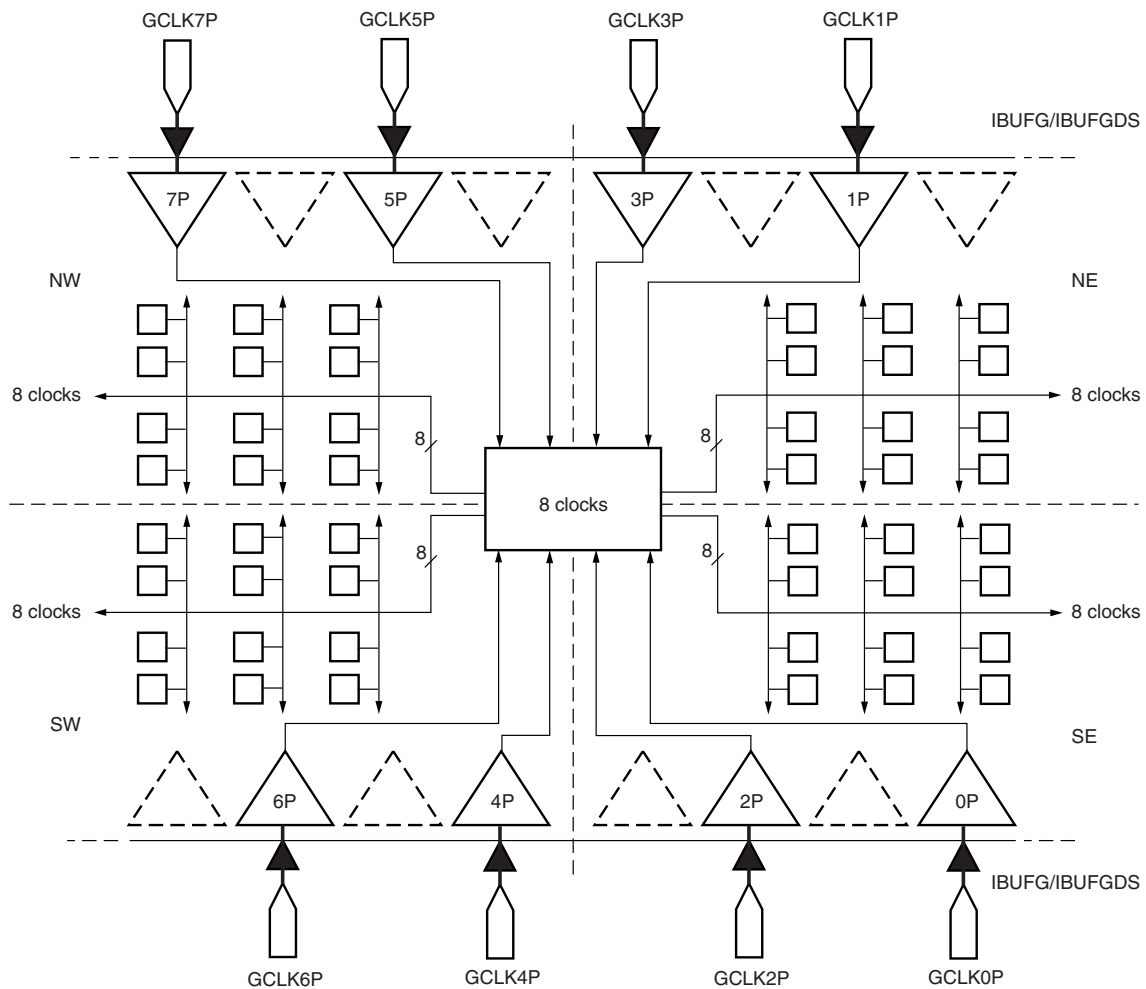 GCLK7P
GCLK5P
GCLK3P
GCLK1P
IBUFG/IBUFGDS
7P
5P
3P
1P
NW
NE
8 clocks
8
8
8 clocks
8 clocks
8
8
8 clocks
8 clocks
SW
SE
6P
4P
2P
0P
IBUFG/IBUFGDS
GCLK6P
GCLK4P
GCLK2P
GCLK0P